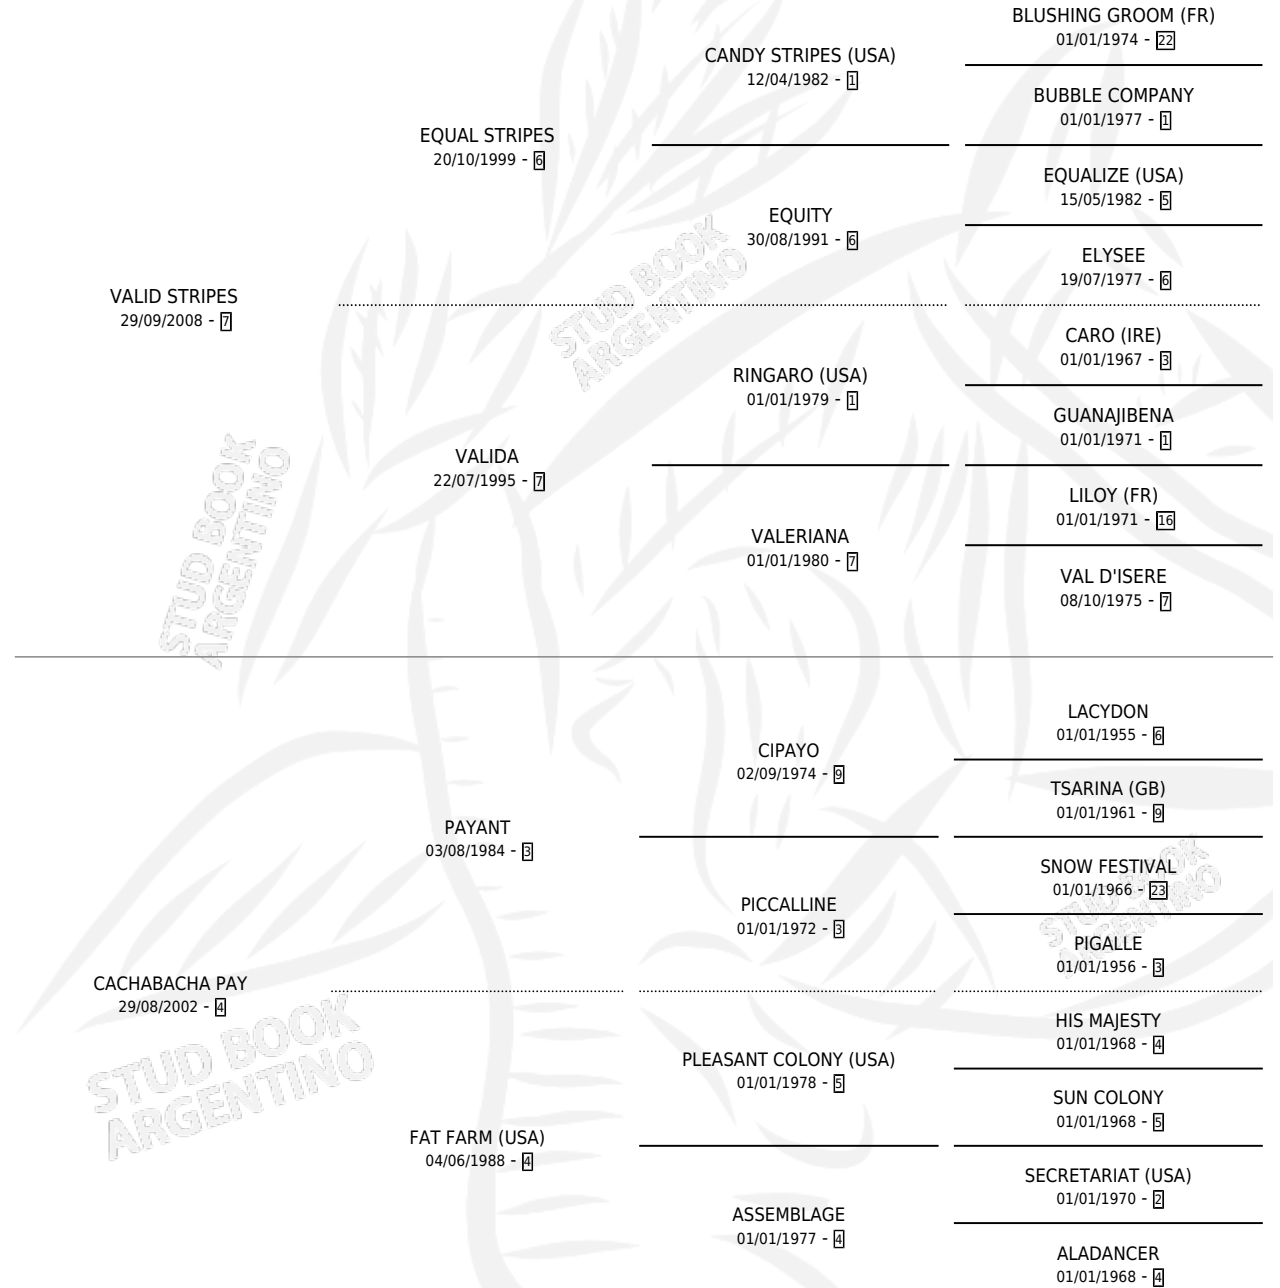 BLUSHING GROOM (FR)
01/01/1974 - 22
CANDY STRIPES (USA)
12/04/1982 - 1
BUBBLE COMPANY
01/01/1977 - 1
EQUAL STRIPES
20/10/1999 - 6
EQUALIZE (USA)
15/05/1982 - 5
EQUITY
30/08/1991 - 6
ELYSEE
19/07/1977 - 6
VALID STRIPES
29/09/2008 - 7
CARO (IRE)
01/01/1967 - 3
RINGARO (USA)
01/01/1979 - 1
GUANAJIBENA
01/01/1971 - 1
VALIDA
22/07/1995 - 7
LILOY (FR)
01/01/1971 - 16
VALERIANA
01/01/1980 - 7
VAL D'ISERE
08/10/1975 - 7
LACYDON
01/01/1955 - 6
CIPAYO
02/09/1974 - 9
TSARINA (GB)
01/01/1961 - 9
PAYANT
03/08/1984 - 3
SNOW FESTIVAL
01/01/1966 - 23
PICCALLINE
01/01/1972 - 3
PIGALLE
01/01/1956 - 3
CACHABACHA PAY
29/08/2002 - 4
HIS MAJESTY
01/01/1968 - 4
PLEASANT COLONY (USA)
01/01/1978 - 5
SUN COLONY
01/01/1968 - 5
FAT FARM (USA)
04/06/1988 - 4
SECRETARIAT (USA)
01/01/1970 - 2
ASSEMBLAGE
01/01/1977 - 4
ALADANCER
01/01/1968 - 4
STUD BOOK
ARGENTINO
STUD BOOK
ARGENTINO
STUD BOOK
ARGENTINO
STUD BOOK
ARGENTINO